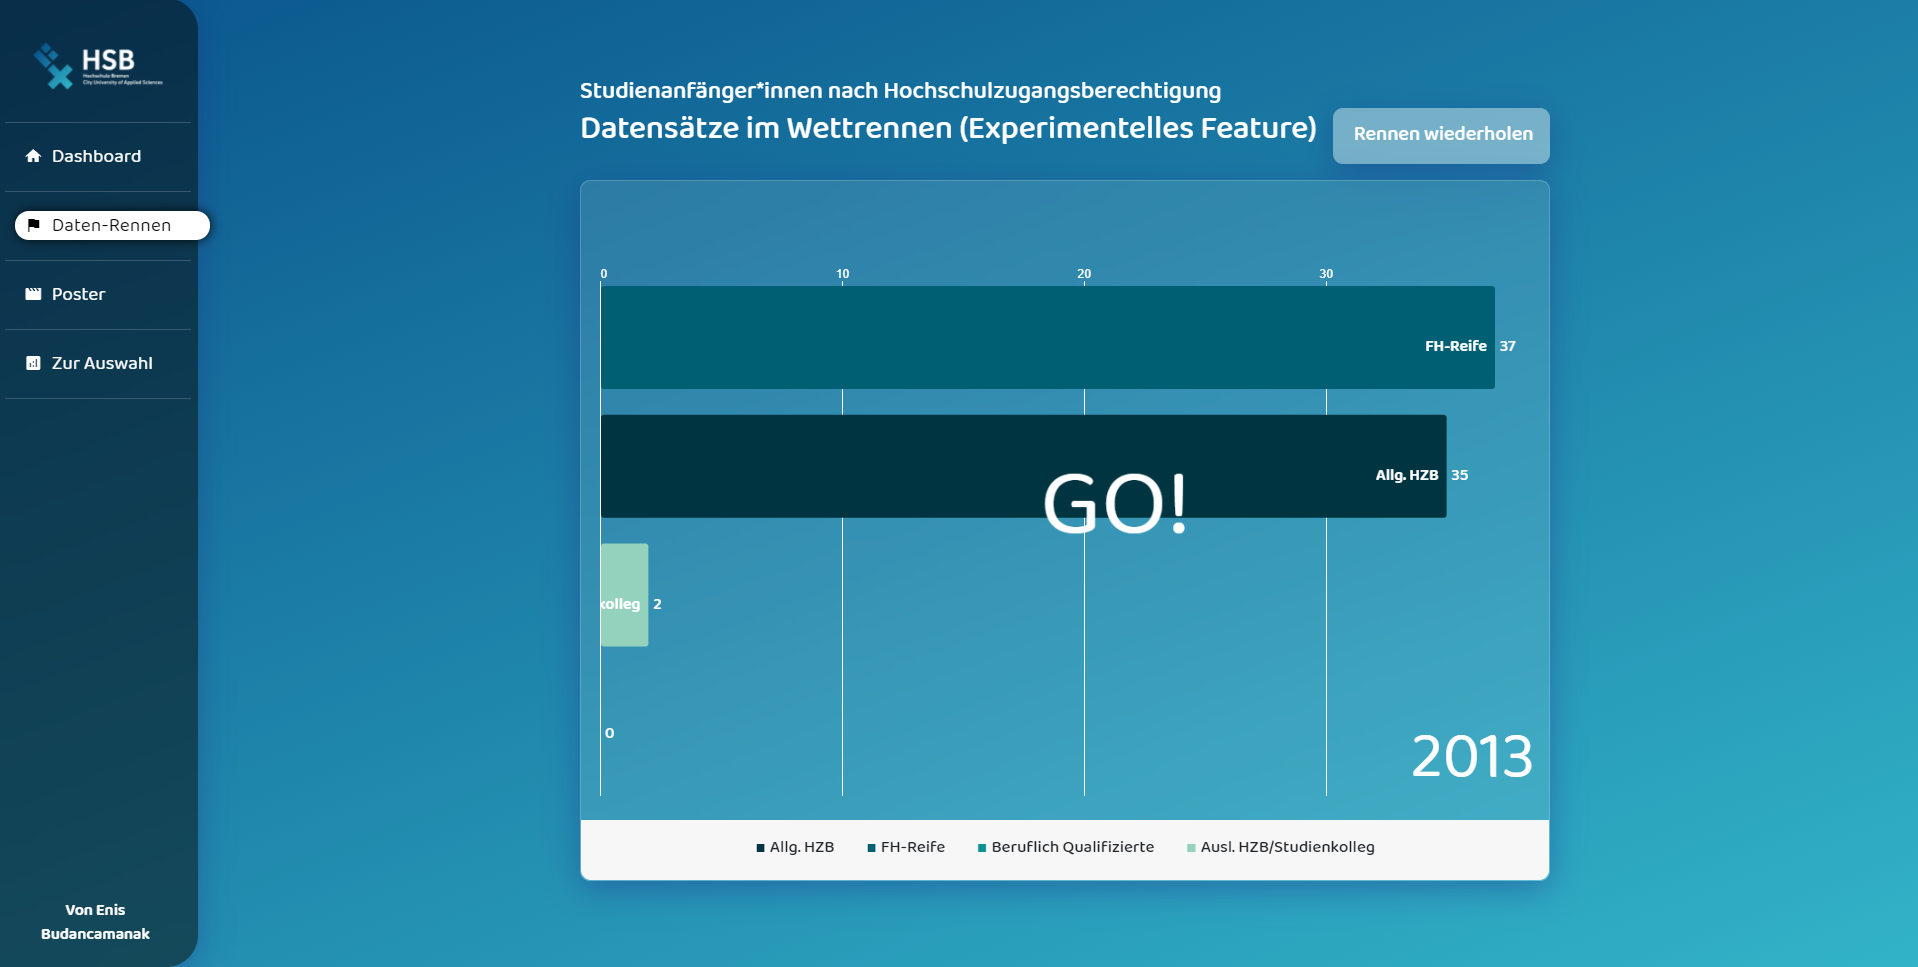 HSB
Hochschule Bremen
City University of Applied Sciences
Dashboard
Daten-Rennen
Poster
Zur Auswahl
Von Enis
Budancamanak
Studienanfänger*innen nach Hochschulzugangsberechtigung
Datensätze im Wettrennen (Experimentelles Feature)
Rennen wiederholen
0 10 20 30
FH-Reife 37
Allg. HZB 35
GO!
kolleg 2
0
2013
Allg. HZB FH-Reife Beruflich Qualifizierte Ausl. HZB/Studienkolleg